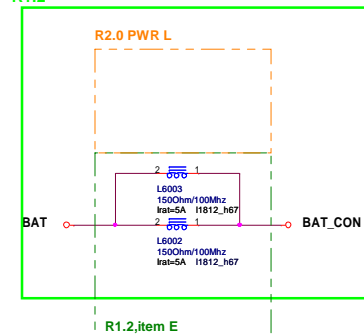 R1.2
R2.0 PWR L
2 1
L6003
150Ohm/100Mhz
Irat=5A l1812_h67
BAT 2 1 BAT_CON
L6002
150Ohm/100Mhz
Irat=5A l1812_h67
R1.2,item E